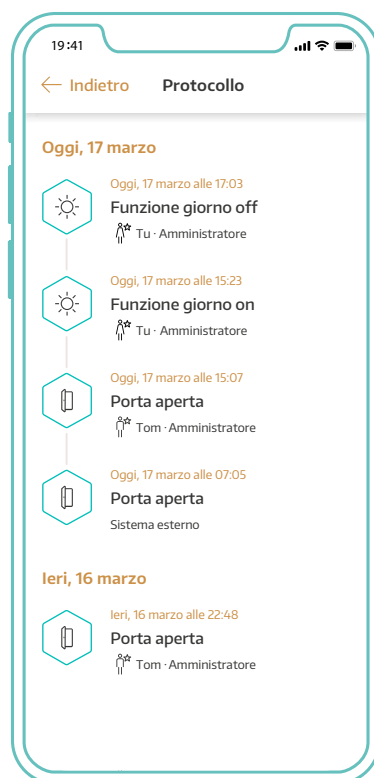 19:41
Indietro Protocollo
Oggi, 17 marzo
Oggi, 17 marzo alle 17:03
Funzione giorno off
Tu · Amministratore
Oggi, 17 marzo alle 15:23
Funzione giorno on
Tu · Amministratore
Oggi, 17 marzo alle 15:07
Porta aperta
Tom · Amministratore
Oggi, 17 marzo alle 07:05
Porta aperta
Sistema esterno
Ieri, 16 marzo
Ieri, 16 marzo alle 22:48
Porta aperta
Tom · Amministratore